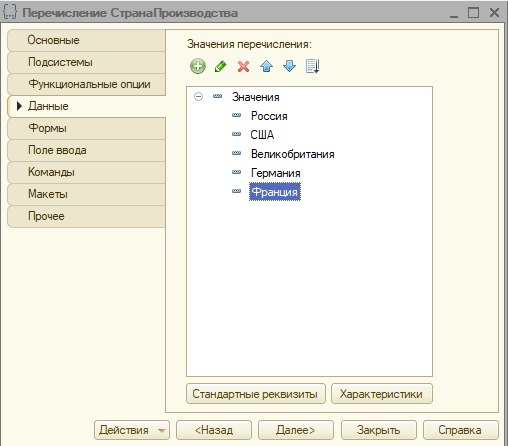 Перечисление СтранаПроизводства
Основные
Подсистемы
Функциональные опции
Данные
Формы
Поле ввода
Команды
Макеты
Прочее
Значения перечисления:
Значения
Россия
США
Великобритания
Германия
Франция
Стандартные реквизиты
Характеристики
Действия
<Назад
Далее>
Закрыть
Справка